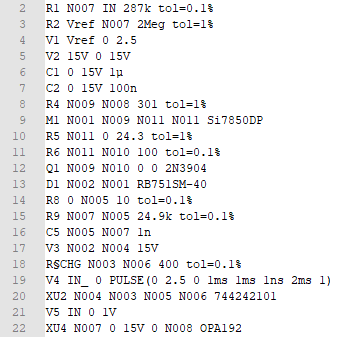 2 R1 N007 IN 287k tol=0.1%
3 R2 Vref N007 2Meg tol=1%
4 V1 Vref 0 2.5
5 V2 15V 0 15V
6 C1 0 15V 1µ
7 C2 0 15V 100n
8 R4 N009 N008 301 tol=1%
9 M1 N001 N009 N011 N011 Si7850DP
10 R5 N011 0 24.3 tol=1%
11 R6 N011 N010 100 tol=0.1%
12 Q1 N009 N010 0 0 2N3904
13 D1 N002 N001 RB751SM-40
14 R8 0 N005 10 tol=0.1%
15 R9 N007 N005 24.9k tol=0.1%
16 C5 N005 N007 1n
17 V3 N002 N004 15V
18 R§CHG N003 N006 400 tol=0.1%
19 V4 IN_ 0 PULSE(0 2.5 0 1ms 1ms 1ns 2ms 1)
20 XU2 N004 N003 N005 N006 744242101
21 V5 IN 0 1V
22 XU4 N007 0 15V 0 N008 OPA192